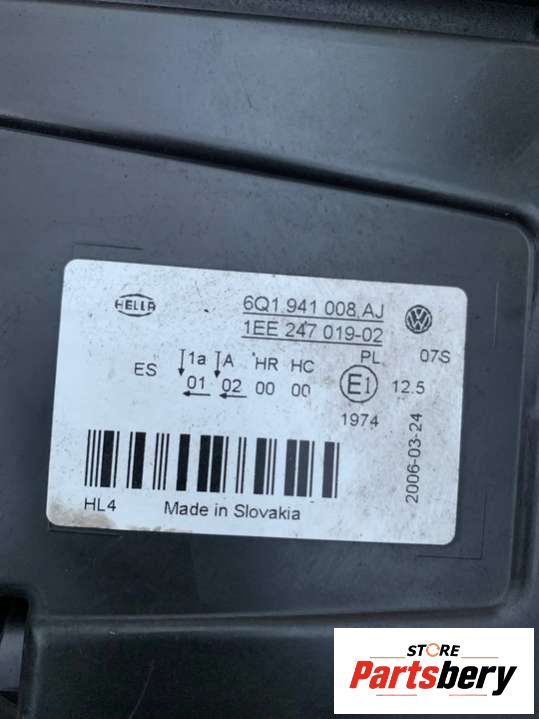 HELLA
6Q1 941 008 AJ
1EE 247 019-02
PL 07S
ES 1a A HR HC
01 02 00 00
E1 12.5
1974
2006-03-24
HL4 Made in Slovakia
STORE
Partsbery